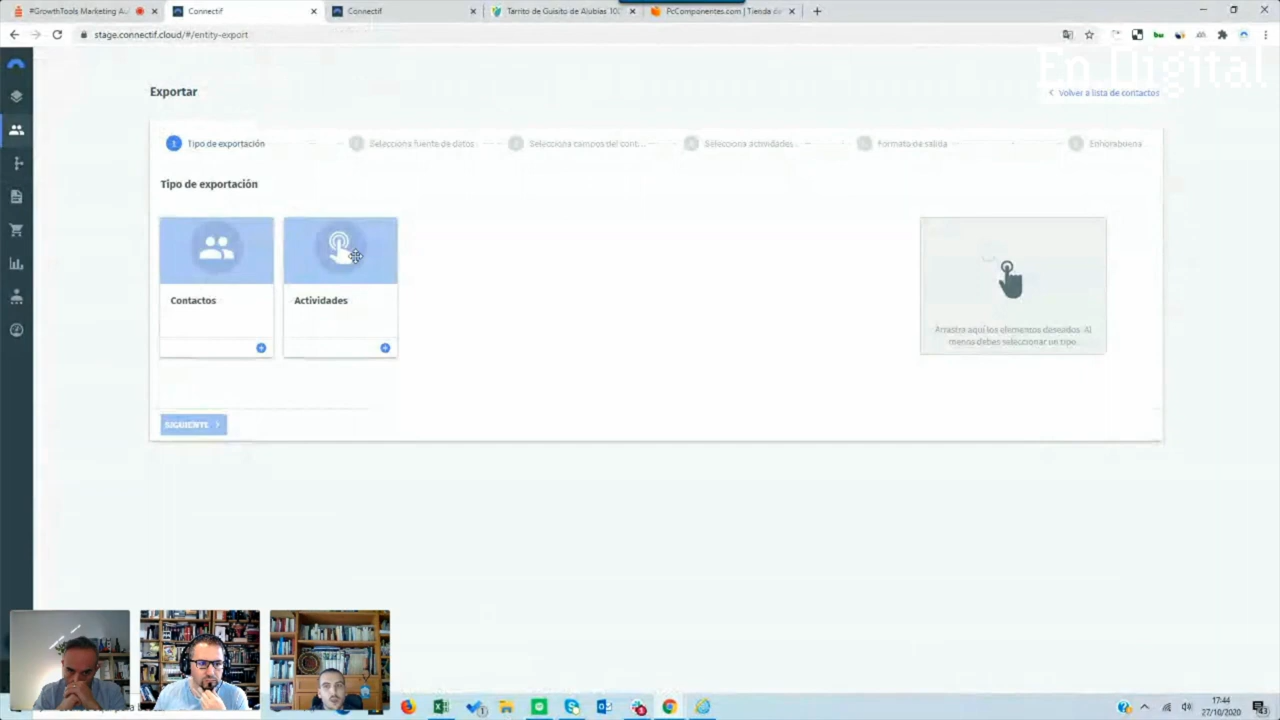 #GrowthTools Marketing Au
Connectif
Connectif
Tarrito de Guisito de Alubias 30
PcComponentes.com | Tienda de
stage.connectif.cloud/#/entity-export
En Digital
Exportar
Volver a lista de contactos
1 Tipo de exportación
Selecciona fuente de datos
Selecciona campos del cont...
Selecciona actividades
Formato de salida
Enhorabuena
Tipo de exportación
Contactos
Actividades
Arrastra aquí los elementos deseados. Al
menos debes seleccionar un tipo.
SIGUIENTE
17:44
27/10/2020